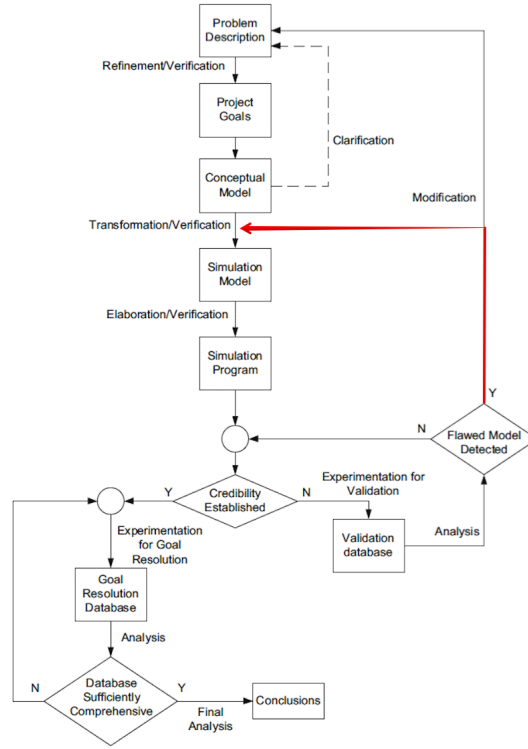 Problem
Description
Refinement/Verification
Project
Goals
Clarification
Conceptual
Model
Modification
Transformation/Verification
Simulation
Model
Elaboration/Verification
Simulation
Program
Y
N
Flawed Model
Detected
Y
Credibility
Established
N
Experimentation for
Validation
Experimentation
for Goal
Resolution
Validation
database
Analysis
Goal
Resolution
Database
Analysis
N
Database
Sufficiently
Comprehensive
Y
Final
Analysis
Conclusions